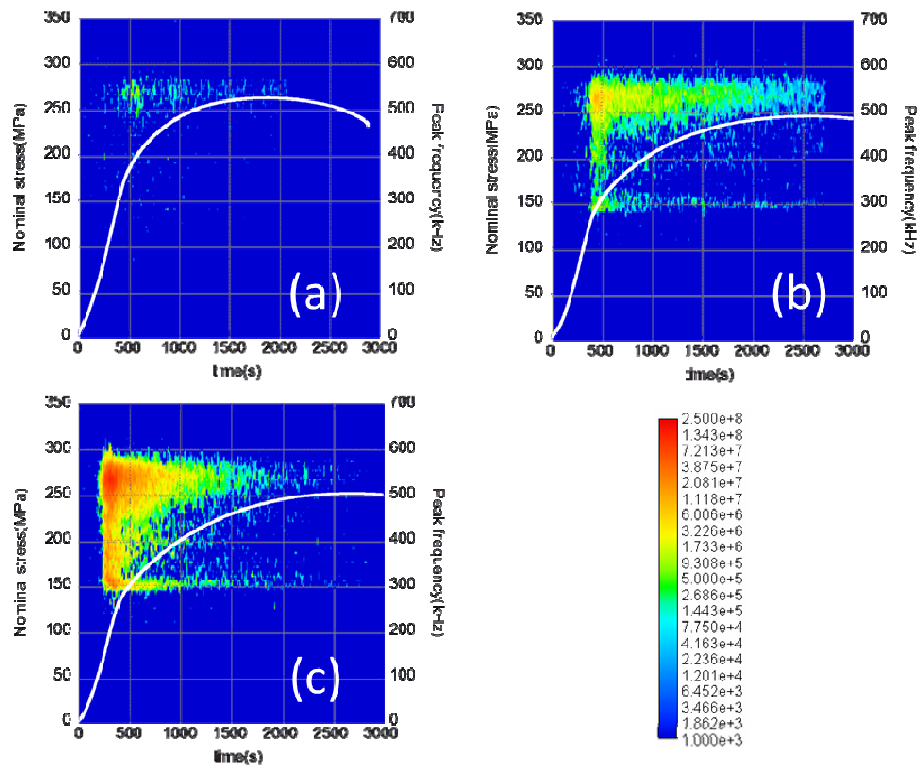 350
300
250
200
150
100
50
0
Nominal stress(MPa)
700
600
500
400
300
200
100
0
Peak frequency(kHz)
0 500 1000 1500 2000 2500 3000
time(s)
(a)
350
300
250
200
150
100
50
0
Nominal stress(MPa)
700
600
500
400
300
200
100
0
Peak frequency(kHz)
0 500 1000 1500 2000 2500 3000
time(s)
(b)
350
300
250
200
150
100
50
0
Nominal stress(MPa)
700
600
500
400
300
200
100
0
Peak frequency(kHz)
0 500 1000 1500 2000 2500 3000
time(s)
(c)
2.500e+8
1.343e+8
7.213e+7
3.875e+7
2.081e+7
1.118e+7
6.006e+6
3.226e+6
1.733e+6
9.308e+5
5.000e+5
2.686e+5
1.443e+5
7.750e+4
4.163e+4
2.236e+4
1.201e+4
6.452e+3
3.466e+3
1.862e+3
1.000e+3